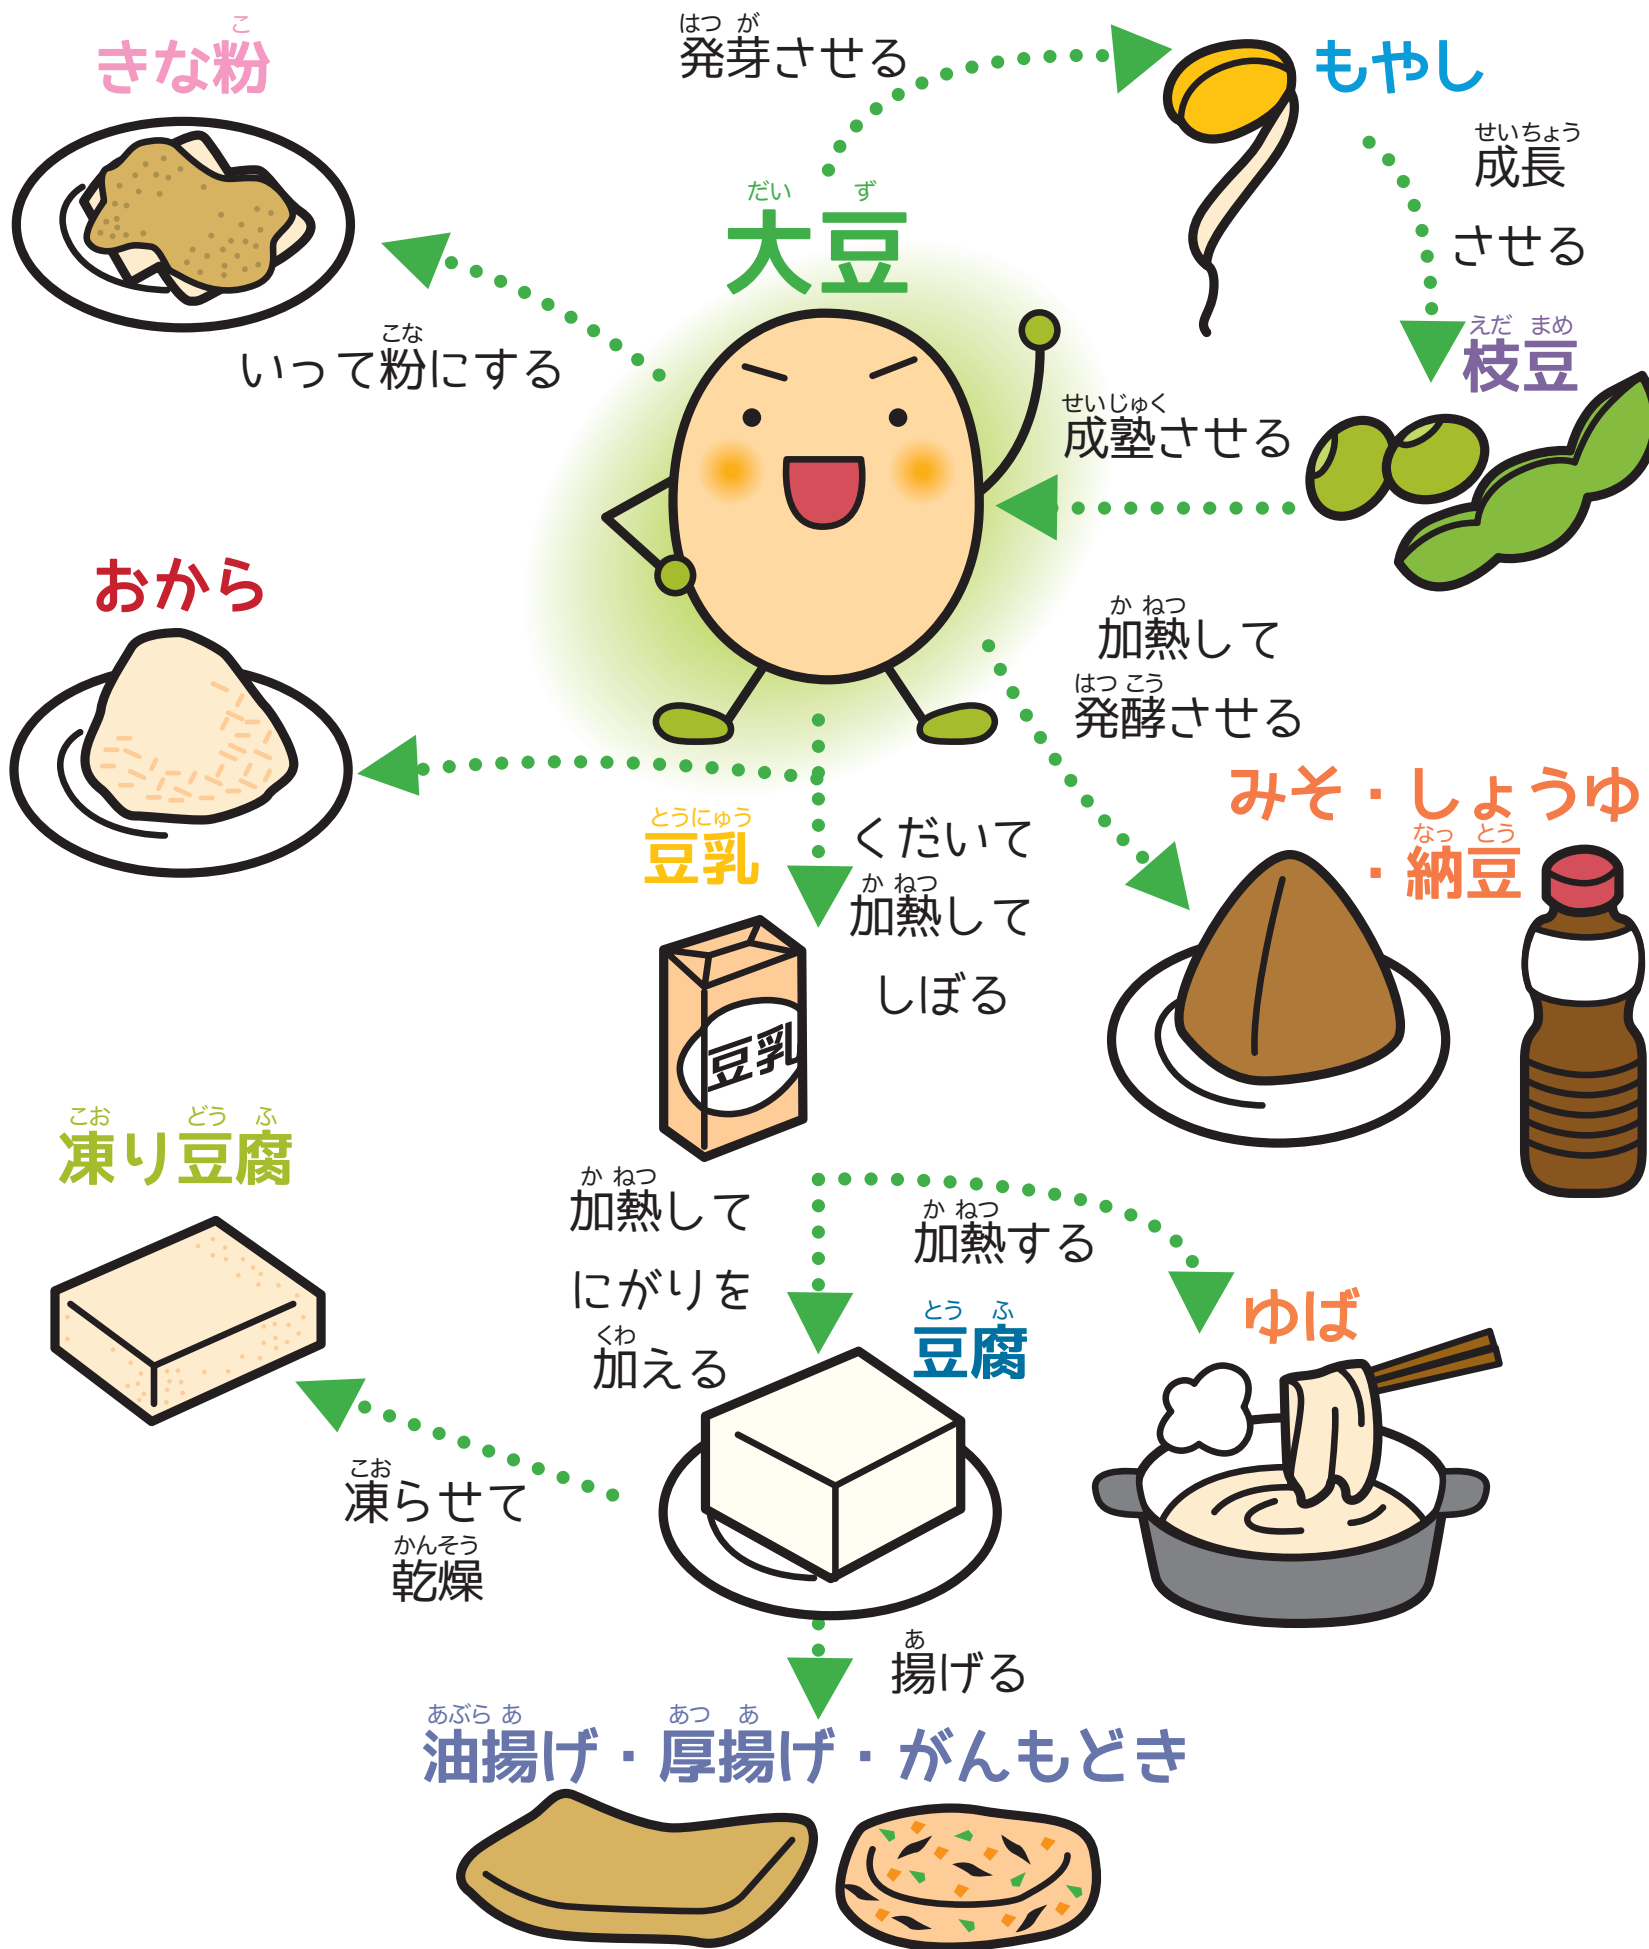 こ
きな粉
はつ が
発芽させる
もやし
せいちょう
成長
させる
だい ず
大豆
こな
いって粉にする
えだ まめ
枝豆
せいじゅく
成塾させる
おから
か ねつ
加熱して
はつ こう
発酵させる
みそ・しょうゆ
なっ とう
・納豆
とうにゅう
豆乳
くだいて
か ねつ
加熱して
しぼる
豆乳
こお どう ふ
凍り豆腐
か ねつ
加熱して
にがりを
くわ
加える
か ねつ
加熱する
とう ふ
豆腐
ゆば
こお
凍らせて
かんそう
乾燥
あ
揚げる
あぶら あ あつ あ
油揚げ・厚揚げ・がんもどき